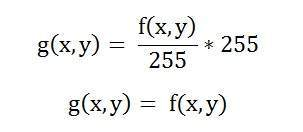 g(x,y) = f(x,y)/255 * 255
g(x,y) = f(x,y)